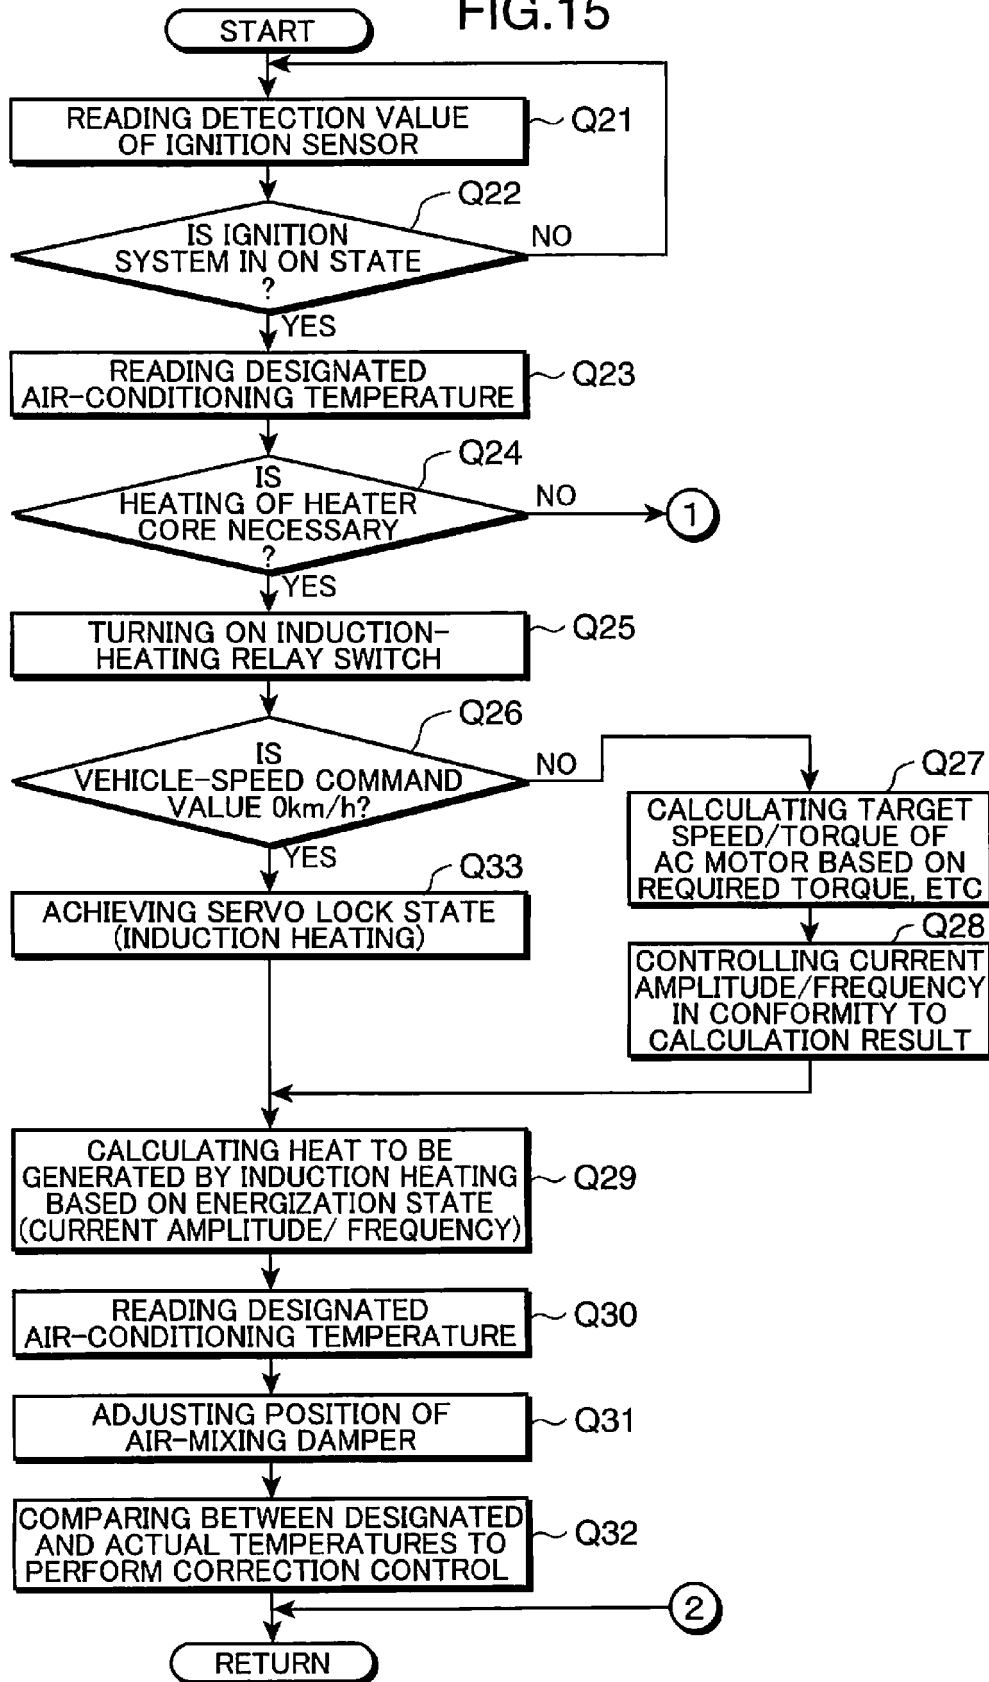 FIG.15
START
READING DETECTION VALUE
OF IGNITION SENSOR
Q21
Q22
IS IGNITION
SYSTEM IN ON STATE
?
NO
YES
READING DESIGNATED
AIR-CONDITIONING TEMPERATURE
Q23
Q24
IS
HEATING OF HEATER
CORE NECESSARY
?
NO
1
YES
TURNING ON INDUCTION-
HEATING RELAY SWITCH
Q25
Q26
IS
VEHICLE-SPEED COMMAND
VALUE 0km/h?
NO
YES
Q27
CALCULATING TARGET
SPEED/TORQUE OF
AC MOTOR BASED ON
REQUIRED TORQUE, ETC
Q33
ACHIEVING SERVO LOCK STATE
(INDUCTION HEATING)
Q28
CONTROLLING CURRENT
AMPLITUDE/FREQUENCY
IN CONFORMITY TO
CALCULATION RESULT
CALCULATING HEAT TO BE
GENERATED BY INDUCTION HEATING
BASED ON ENERGIZATION STATE
(CURRENT AMPLITUDE/ FREQUENCY)
Q29
READING DESIGNATED
AIR-CONDITIONING TEMPERATURE
Q30
ADJUSTING POSITION OF
AIR-MIXING DAMPER
Q31
COMPARING BETWEEN DESIGNATED
AND ACTUAL TEMPERATURES TO
PERFORM CORRECTION CONTROL
Q32
2
RETURN